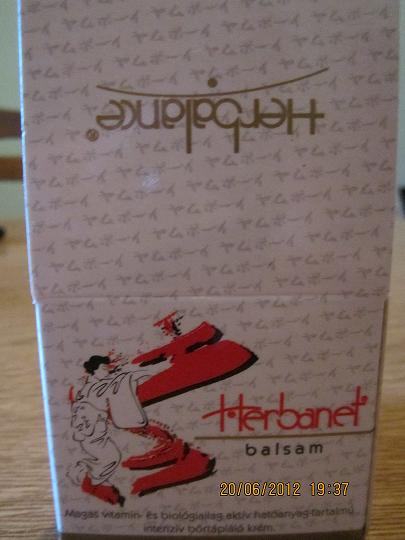 Herbalance®
Herbanet
balsam
20/06/2012 19:37
Magas vitamin- és biológiailag aktív hatóanyag-tartalmú
intenzív bőrtápláló krém.